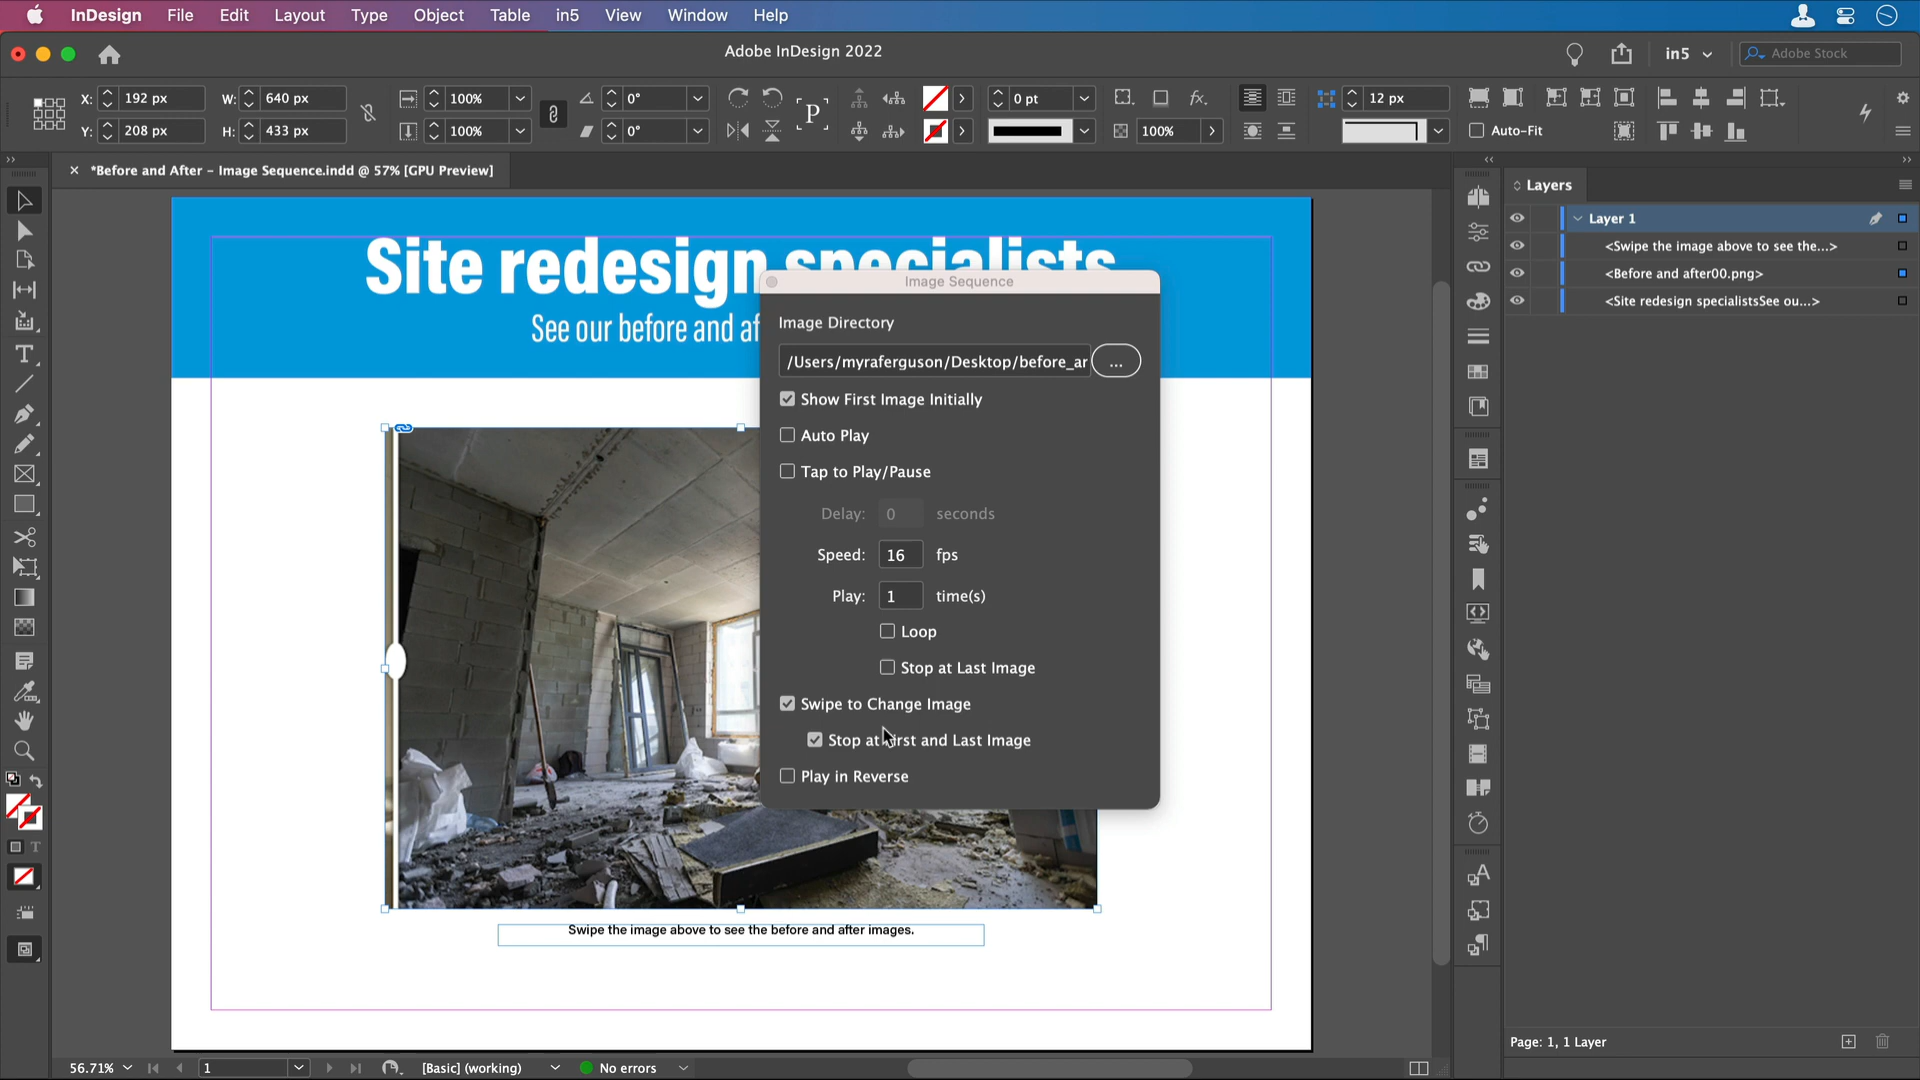 InDesign File Edit Layout Type Object Table in5 View Window Help
Adobe InDesign 2022
in5
Adobe Stock
X: 192 px W: 640 px 100% 0° P 0 pt fx. 12 px
Y: 208 px H: 433 px 100% 0° 100% Auto-Fit
*Before and After - Image Sequence.indd @ 57% [GPU Preview]
Layers
Layer 1
<Swipe the image above to see the...>
<Before and after00.png>
<Site redesign specialistsSee ou...>
Site redesign specialists
See our before and af
Image Sequence
Image Directory
/Users/myraferguson/Desktop/before_ar ...
Show First Image Initially
Auto Play
Tap to Play/Pause
Delay: 0 seconds
Speed: 16 fps
Play: 1 time(s)
Loop
Stop at Last Image
Swipe to Change Image
Stop at First and Last Image
Play in Reverse
Swipe the image above to see the before and after images.
Page: 1, 1 Layer
56.71% 1 [Basic] (working) No errors